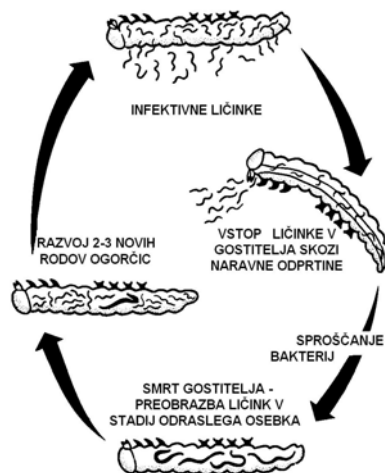 INFEKTIVNE LIČINKE
VSTOP LIČINKE V
GOSTITELJA SKOZI
NARAVNE ODPRTINE
SPROŠČANJE
BAKTERIJ
SMRT GOSTITELJA -
PREOBRAZBA LIČINK V
STADIJ ODRASLEGA OSEBKA
RAZVOJ 2-3 NOVIH
RODOV OGORČIC